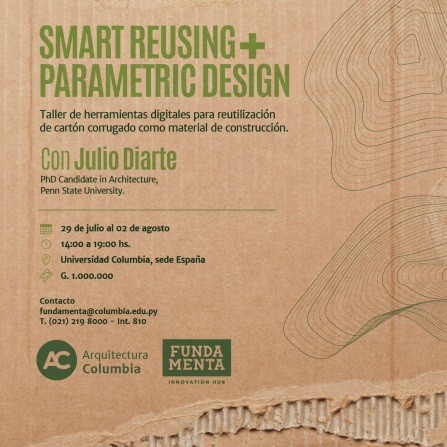 SMART REUSING+
PARAMETRIC DESIGN
Taller de herramientas digitales para reutilización
de cartón corrugado como material de construcción.
Con Julio Diarte
PhD Candidate in Architecture,
Penn State University.
29 de julio al 02 de agosto
14:00 a 19:00 hs.
Universidad Columbia, sede España
G. 1.000.000
Contacto
fundamenta@columbia.edu.py
T. (021) 219 8000 - Int. 810
AC
Arquitectura
Columbia
FUNDA
MENTA
INNOVATION HUB